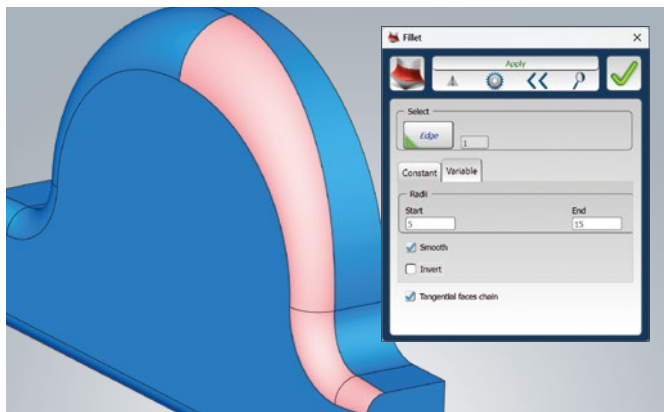 Fillet
Apply
Select
Edge
1
Constant Variable
Radii
Start End
5 15
Smooth
Invert
Tangential faces chain